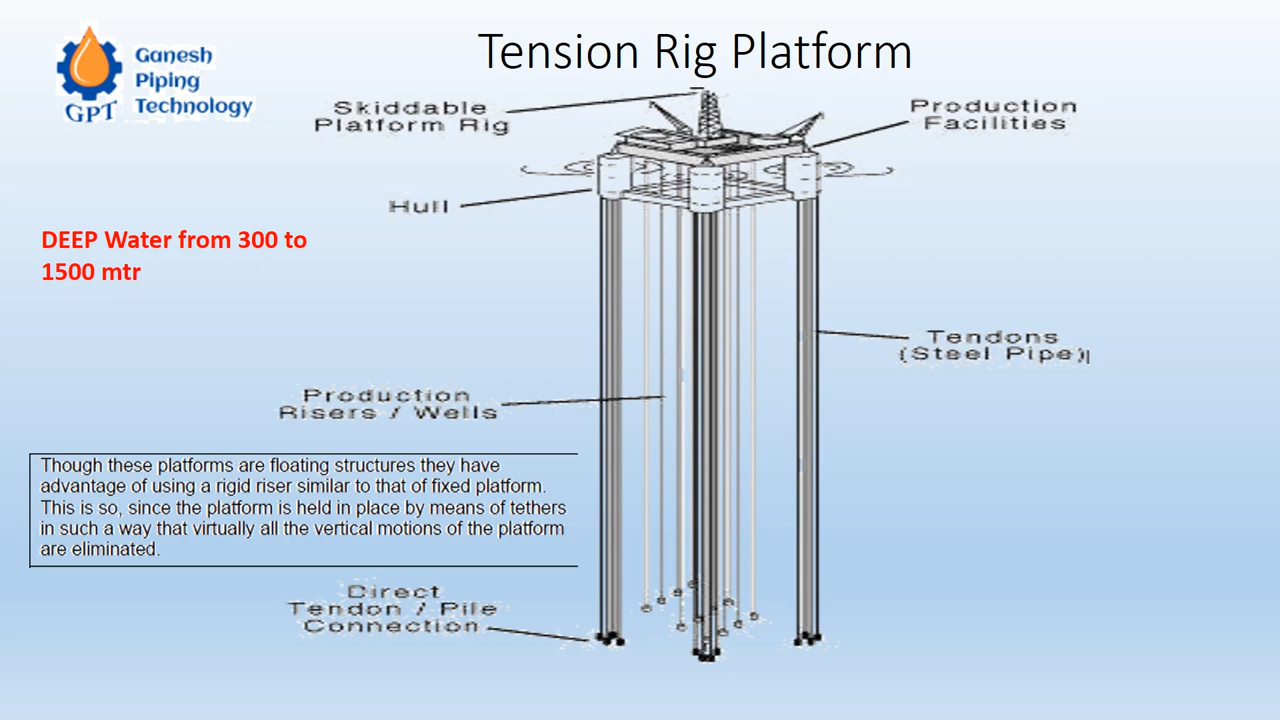 Tension Rig Platform
Ganesh
Piping
Technology
GPT
Skiddable
Platform Rig
Production
Facilities
Hull
DEEP Water from 300 to
1500 mtr
Tendons
(Steel Pipe)
Production
Risers / Wells
Though these platforms are floating structures they have
advantage of using a rigid riser similar to that of fixed platform.
This is so, since the platform is held in place by means of tethers
in such a way that virtually all the vertical motions of the platform
are eliminated.
Direct
Tendon / Pile
Connection